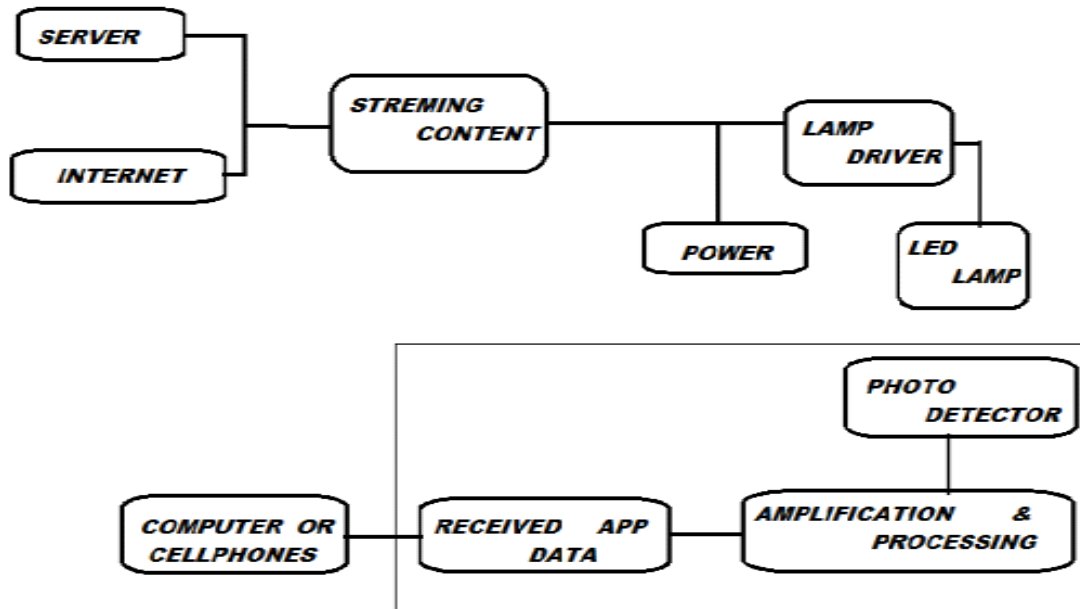 SERVER
STREMING
CONTENT
INTERNET
LAMP
DRIVER
POWER
LED
LAMP
PHOTO
DETECTOR
COMPUTER OR
CELLPHONES
RECEIVED APP
DATA
AMPLIFICATION &
PROCESSING